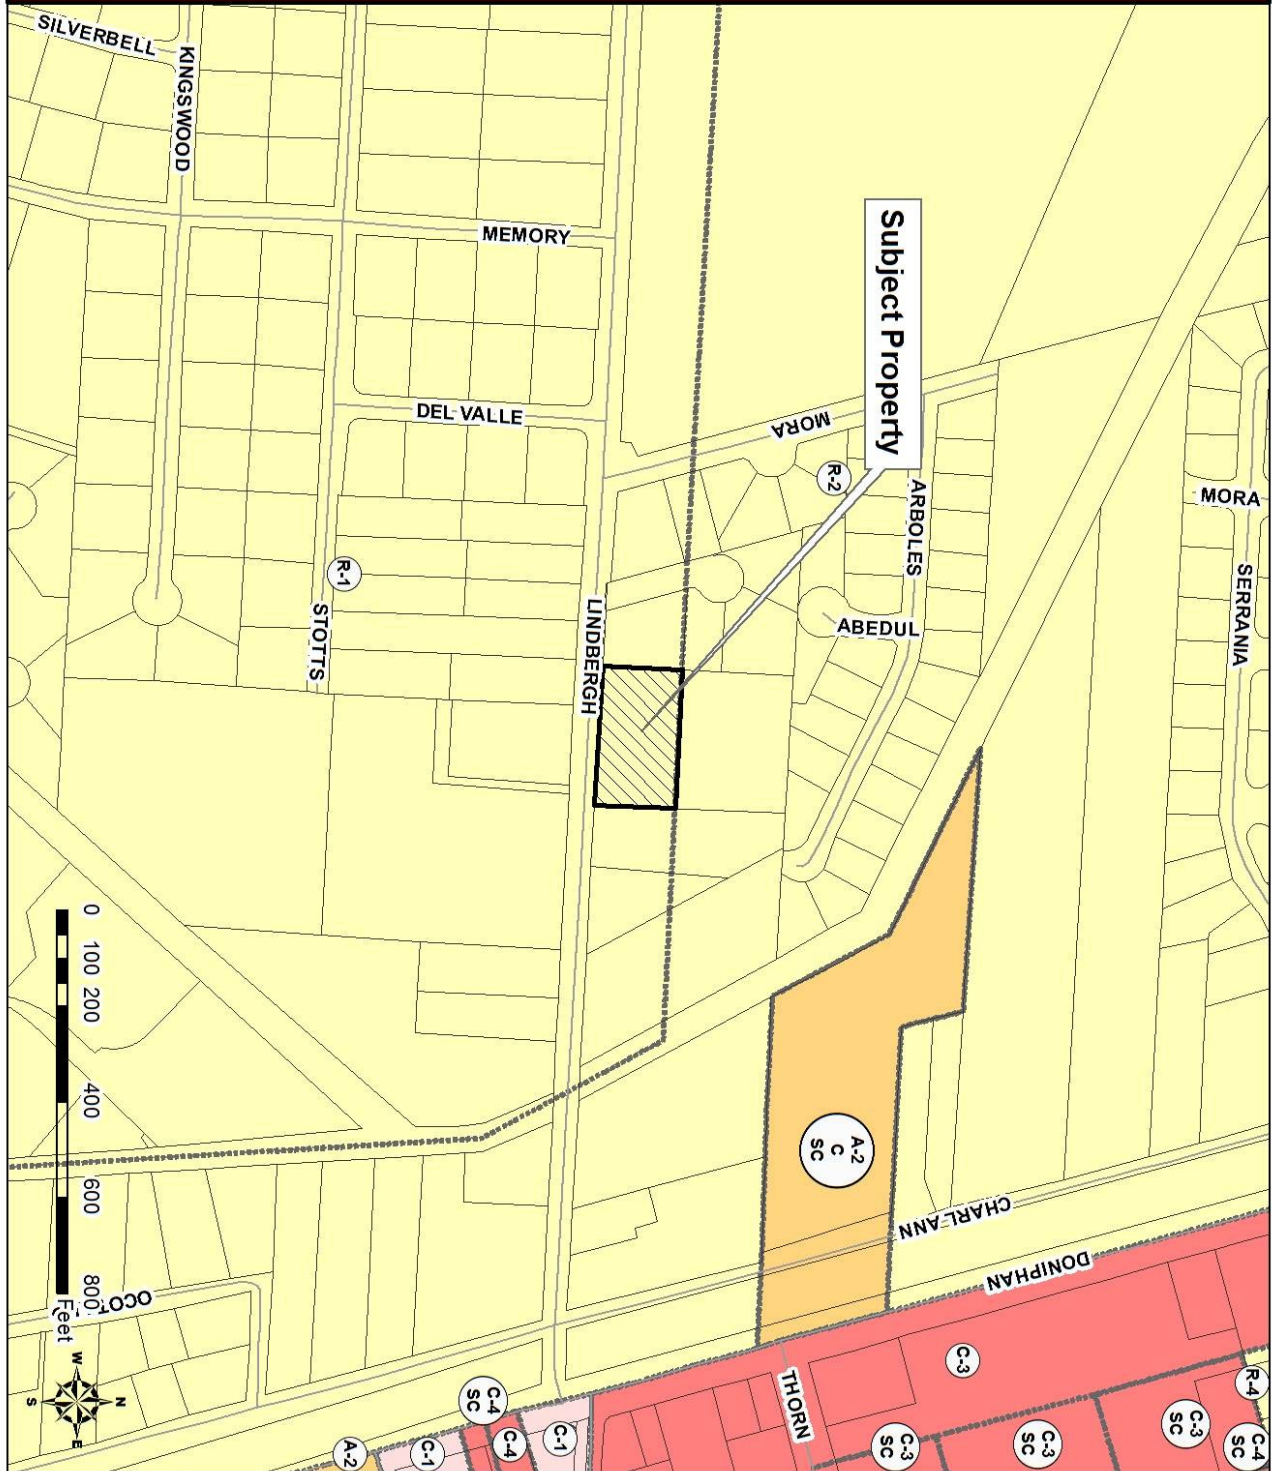 SILVERBELL
KINGSWOOD
MEMORY
Subject Property
DEL VALLE
MORA
R-2
ARBOLES
MORA
SERRANIA
R-1
STOTTS
LINDBERGH
ABEDUL
A-2
C
SC
CHARL ANN
DONIPHAN
THORN
C-3
R-4
C-4
SC
C-3
SC
C-3
SC
C-3
SC
C-1
C-4
C-4
SC
C-1
A-2
0 100 200 400 600 800
Feet
W
N
S
E